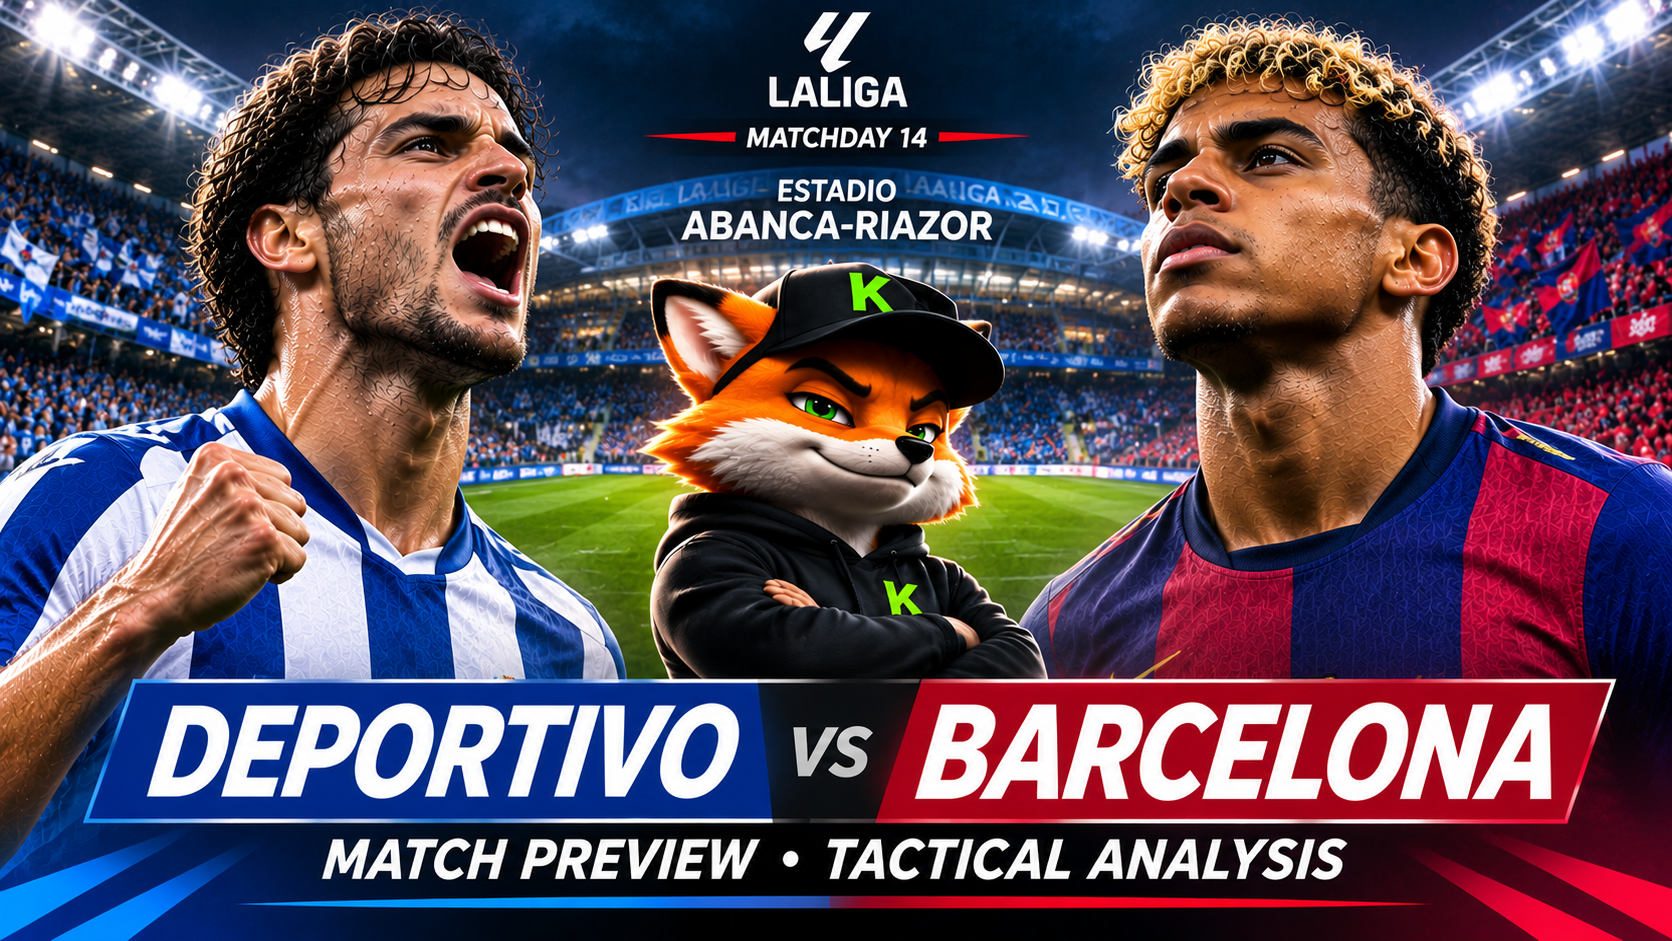 LALIGA
MATCHDAY 14
ESTADIO
ABANCA-RIAZOR
K
K
DEPORTIVO VS BARCELONA
MATCH PREVIEW • TACTICAL ANALYSIS